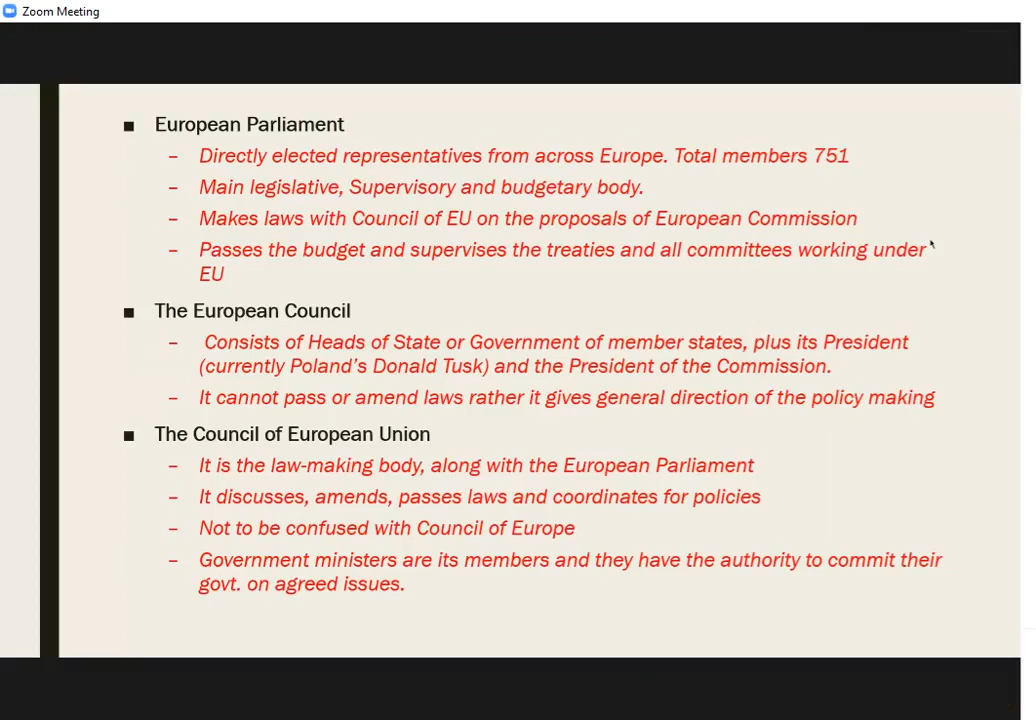 Zoom Meeting
■ European Parliament
– Directly elected representatives from across Europe. Total members 751
– Main legislative, Supervisory and budgetary body.
– Makes laws with Council of EU on the proposals of European Commission
– Passes the budget and supervises the treaties and all committees working under
EU
■ The European Council
– Consists of Heads of State or Government of member states, plus its President
(currently Poland's Donald Tusk) and the President of the Commission.
– It cannot pass or amend laws rather it gives general direction of the policy making
■ The Council of European Union
– It is the law-making body, along with the European Parliament
– It discusses, amends, passes laws and coordinates for policies
– Not to be confused with Council of Europe
– Government ministers are its members and they have the authority to commit their
govt. on agreed issues.